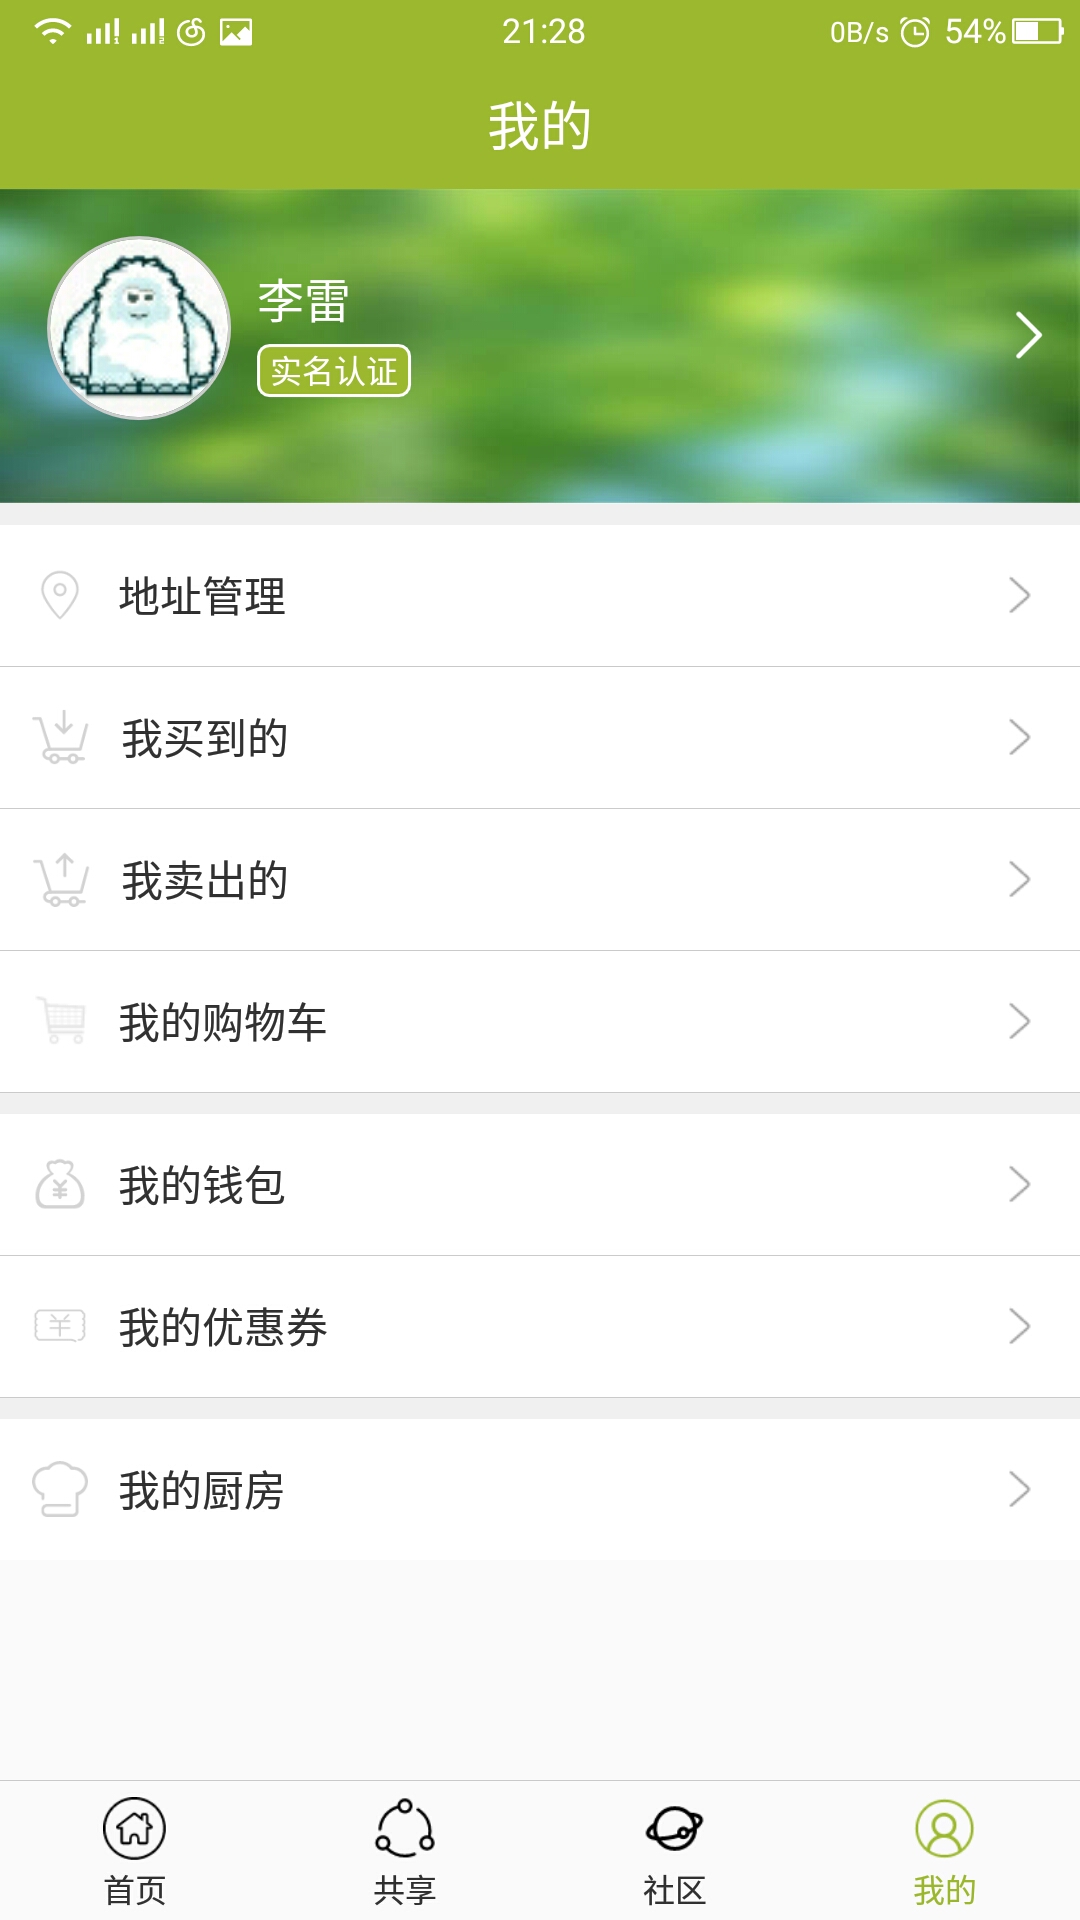 21:28 0B/s 54%
我的
李雷
实名认证
地址管理
我买到的
我卖出的
我的购物车
我的钱包
我的优惠券
我的厨房
首页 共享 社区 我的